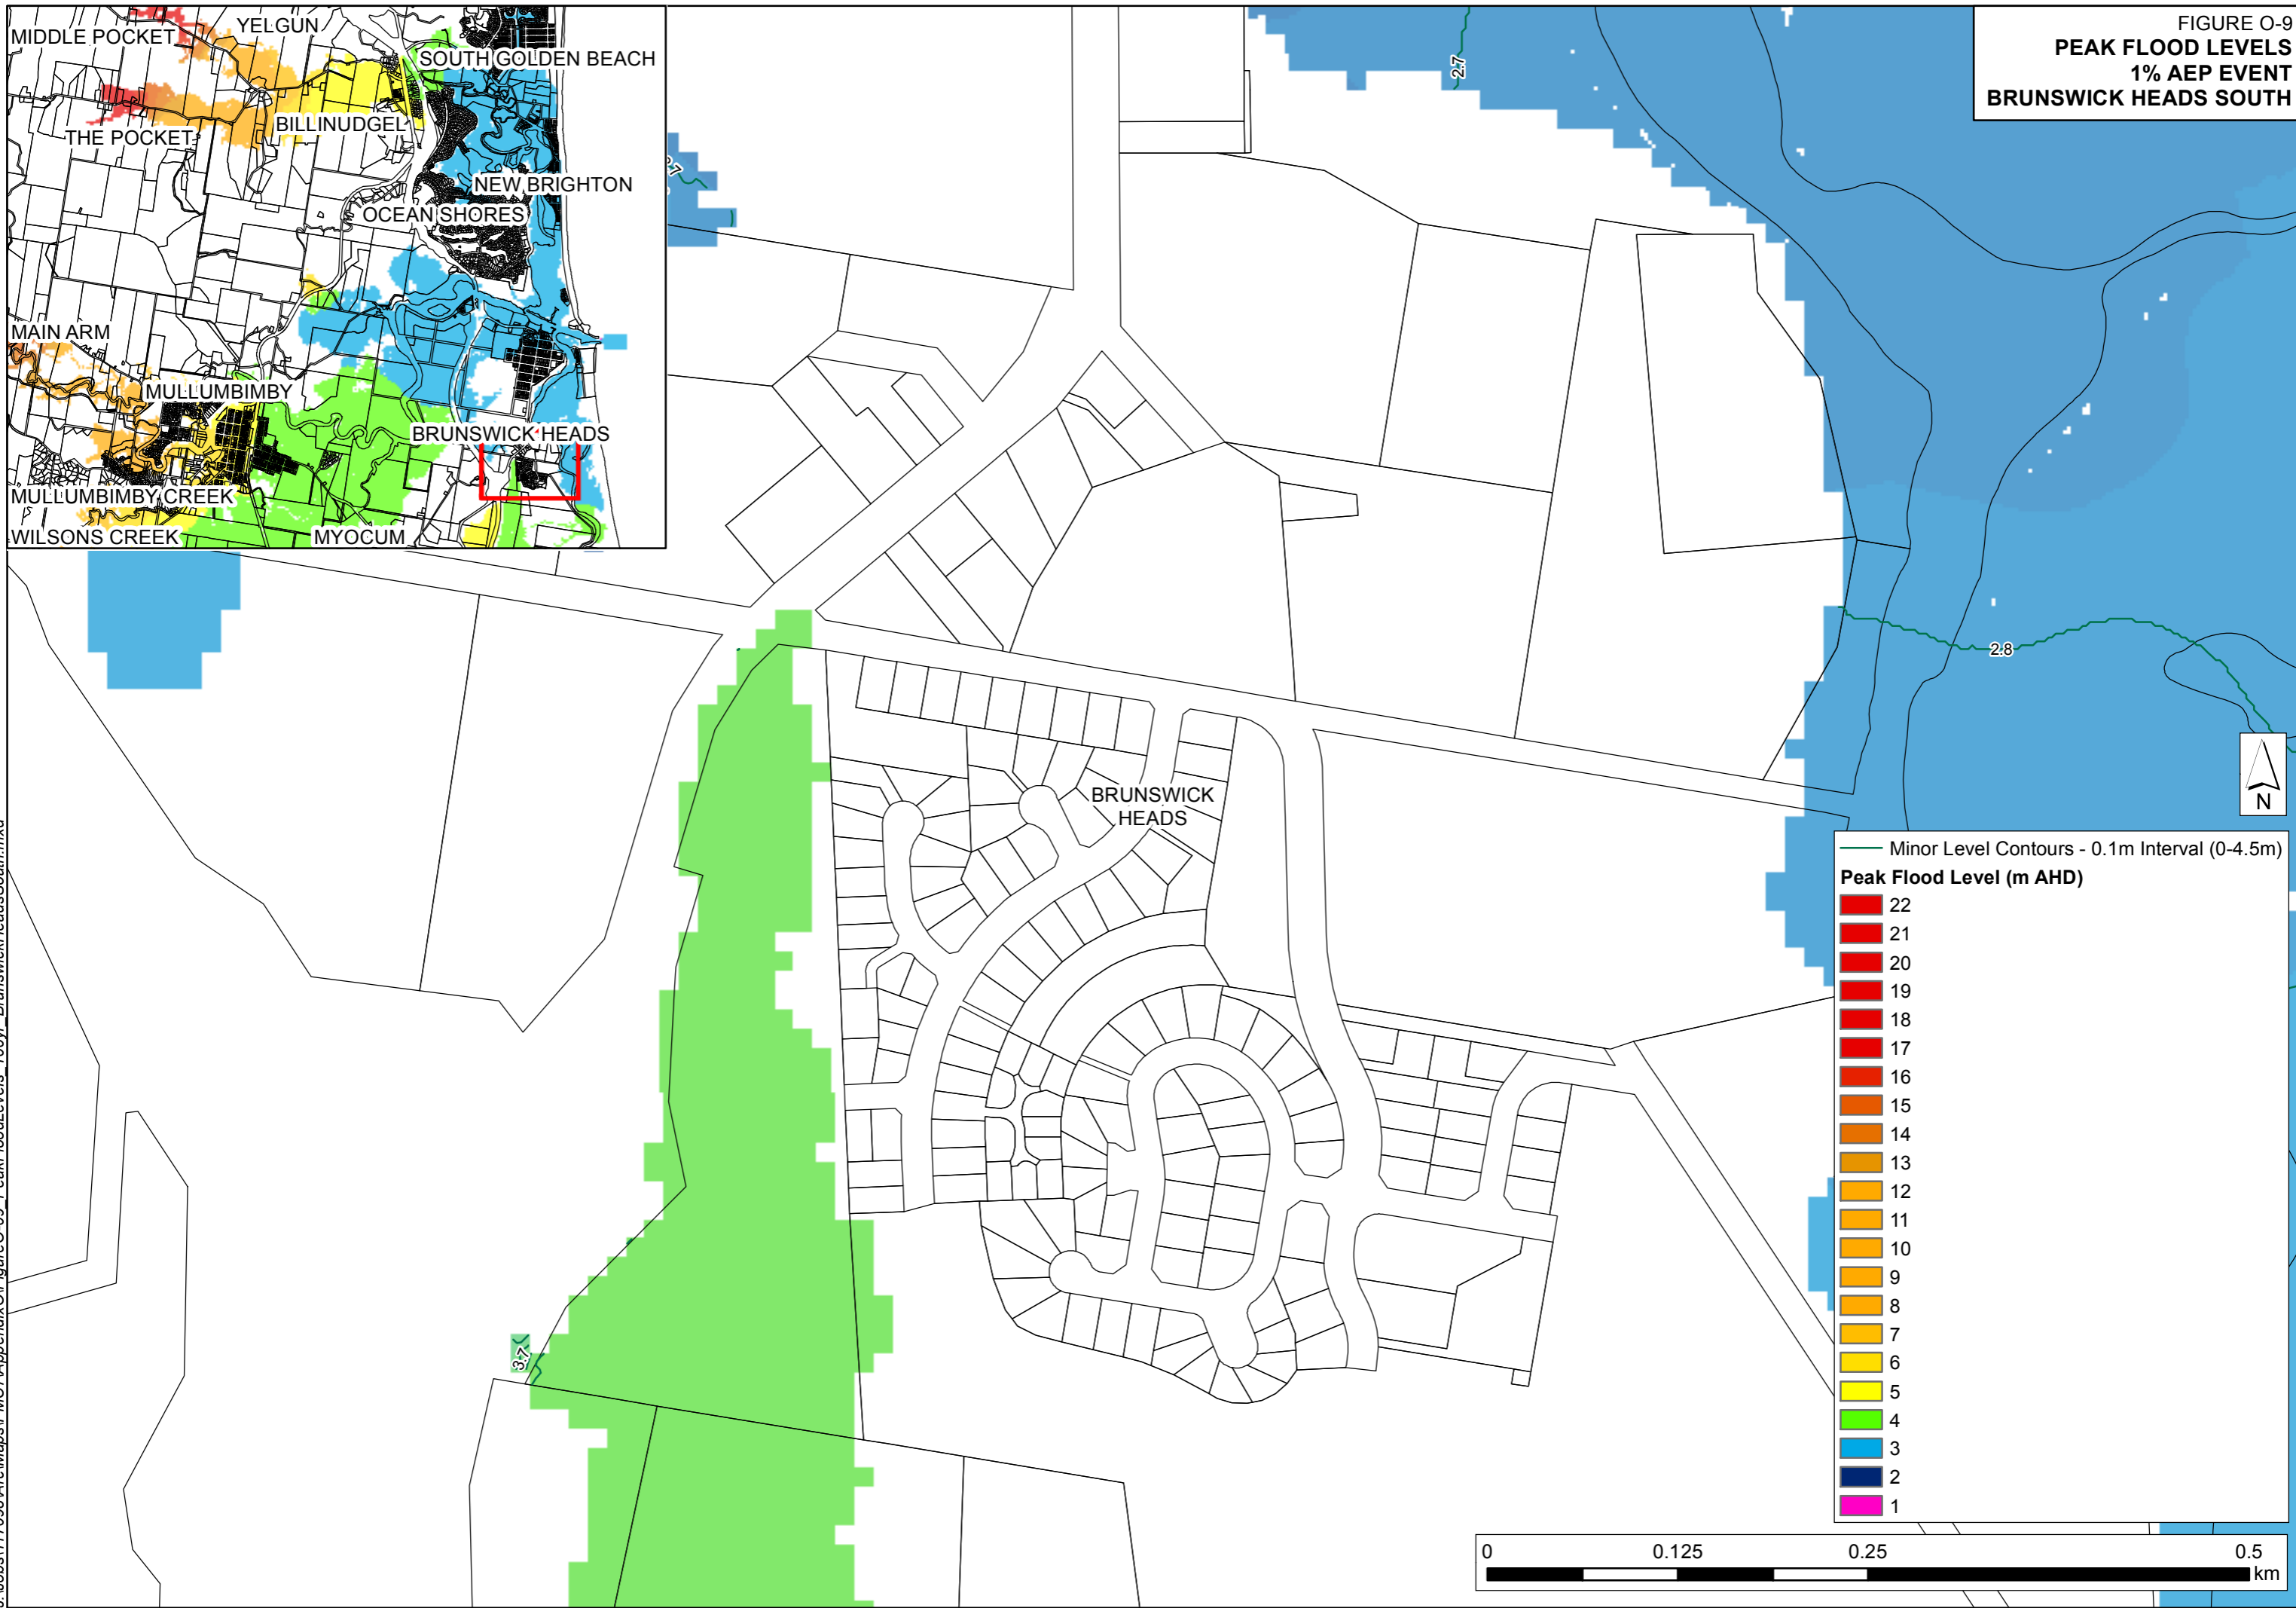 FIGURE O-9
PEAK FLOOD LEVELS
1% AEP EVENT
BRUNSWICK HEADS SOUTH
MIDDLE POCKET
YELGUN
SOUTH GOLDEN BEACH
THE POCKET
BILLINUDGEL
NEW BRIGHTON
OCEAN SHORES
MAIN ARM
MULLUMBIMBY
BRUNSWICK HEADS
MULLUMBIMBY CREEK
WILSONS CREEK
MYOCUM
2.7
2.8
BRUNSWICK
HEADS
3.7
N
Minor Level Contours - 0.1m Interval (0-4.5m)
Peak Flood Level (m AHD)
22
21
20
19
18
17
16
15
14
13
12
11
10
9
8
7
6
5
4
3
2
1
0 0.125 0.25 0.5
km